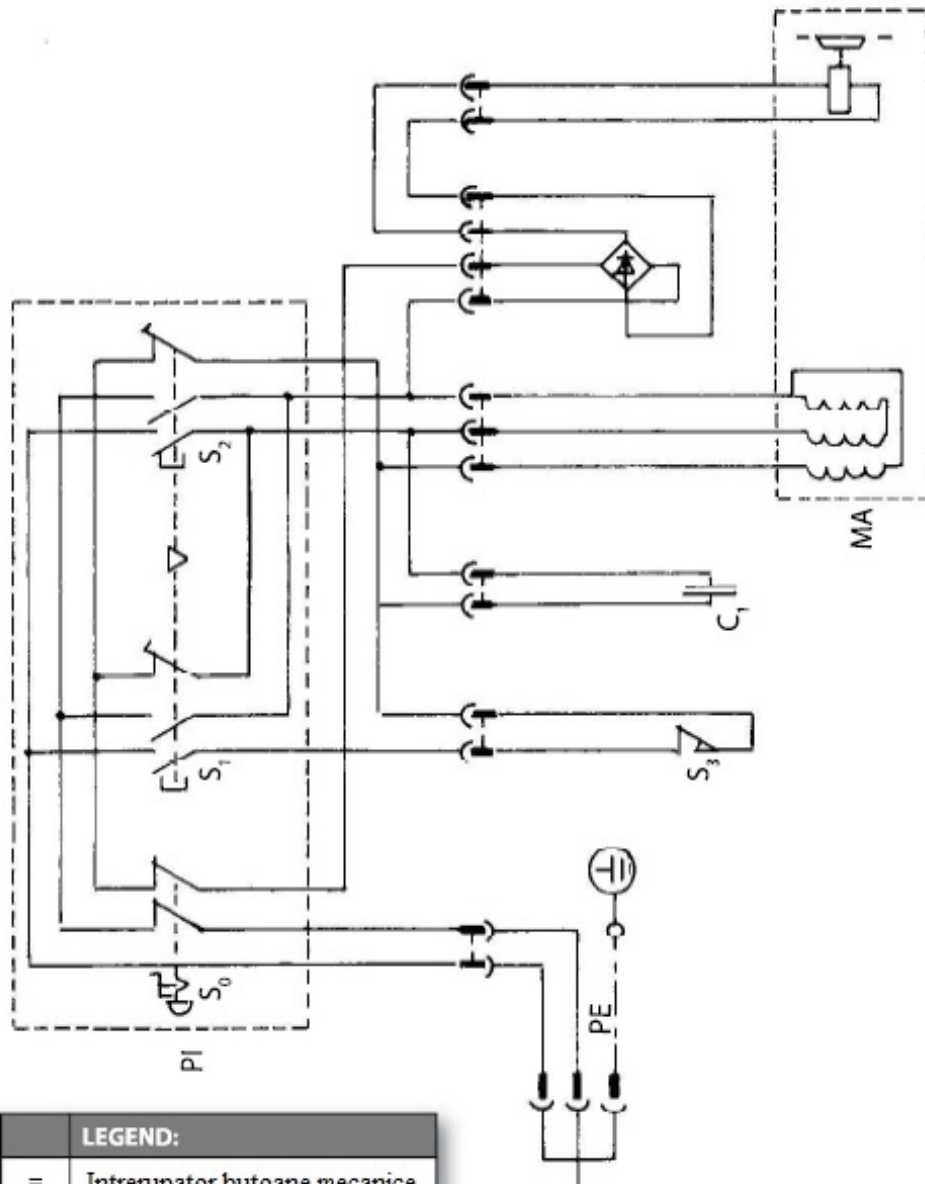 MA
S₂
C₁
S₁
S₃
S₀
PE
PI
LEGEND:
= Intrerupator butoane mecanice